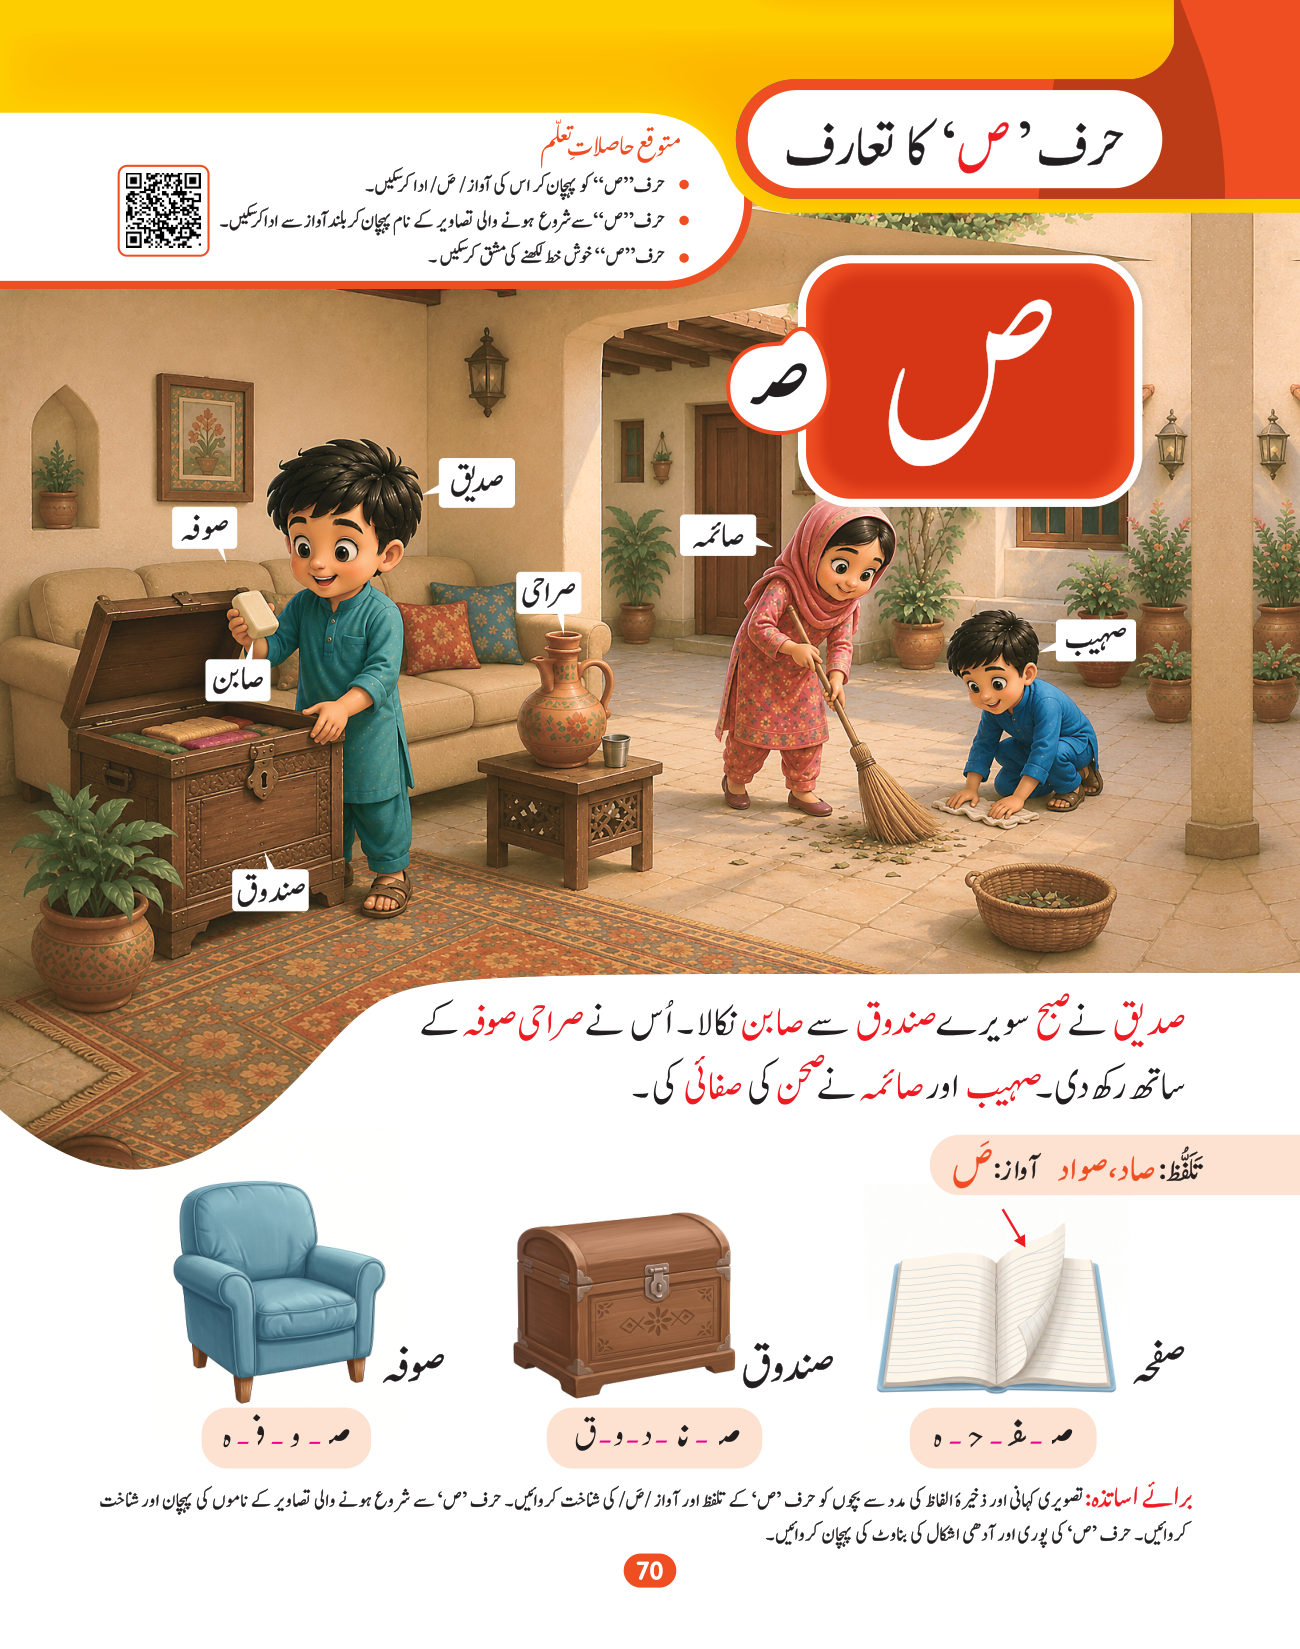 حرف ’ص‘ کا تعارف
متوقع حاصلاتِ تعلّم
• حرف ”ص“ کو پہچان کر اس کی آواز /صَ/ ادا کرسکیں۔
• حرف ”ص“ سے شروع ہونے والی تصاویر کے نام پہچان کر بلند آواز سے ادا کرسکیں۔
• حرف ”ص“ خوش خط لکھنے کی مشق کرسکیں۔
ص
صـ
صدیق
صوفہ
صائمہ
صراحی
صہیب
صابن
صندوق
صدیق نے صبح سویرے صندوق سے صابن نکالا۔ اُس نے صراحی صوفہ کے
ساتھ رکھ دی۔ صہیب اور صائمہ نے صحن کی صفائی کی۔
تَلَفُّظ: صاد، صواد آواز: صَ
صفحہ
صندوق
صوفہ
صـ - فـ - حـ - ہ
صـ - نـ - د - و - ق
صـ - و - فـ - ہ
برائے اساتذہ: تصویری کہانی اور ذخیرۂ الفاظ کی مدد سے بچوں کو حرف ’ص‘ کے تلفظ اور آواز /صَ/ کی شناخت کروائیں۔ حرف ’ص‘ سے شروع ہونے والی تصاویر کے ناموں کی پہچان اور شناخت
کروائیں۔ حرف ’ص‘ کی پوری اور آدھی اشکال کی بناوٹ کی پہچان کروائیں۔
70